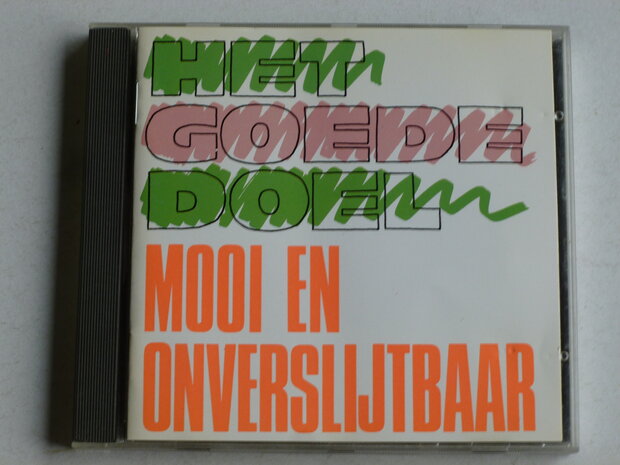 HET
GOEDE
DOEL
MOOI EN
ONVERSLIJTBAAR